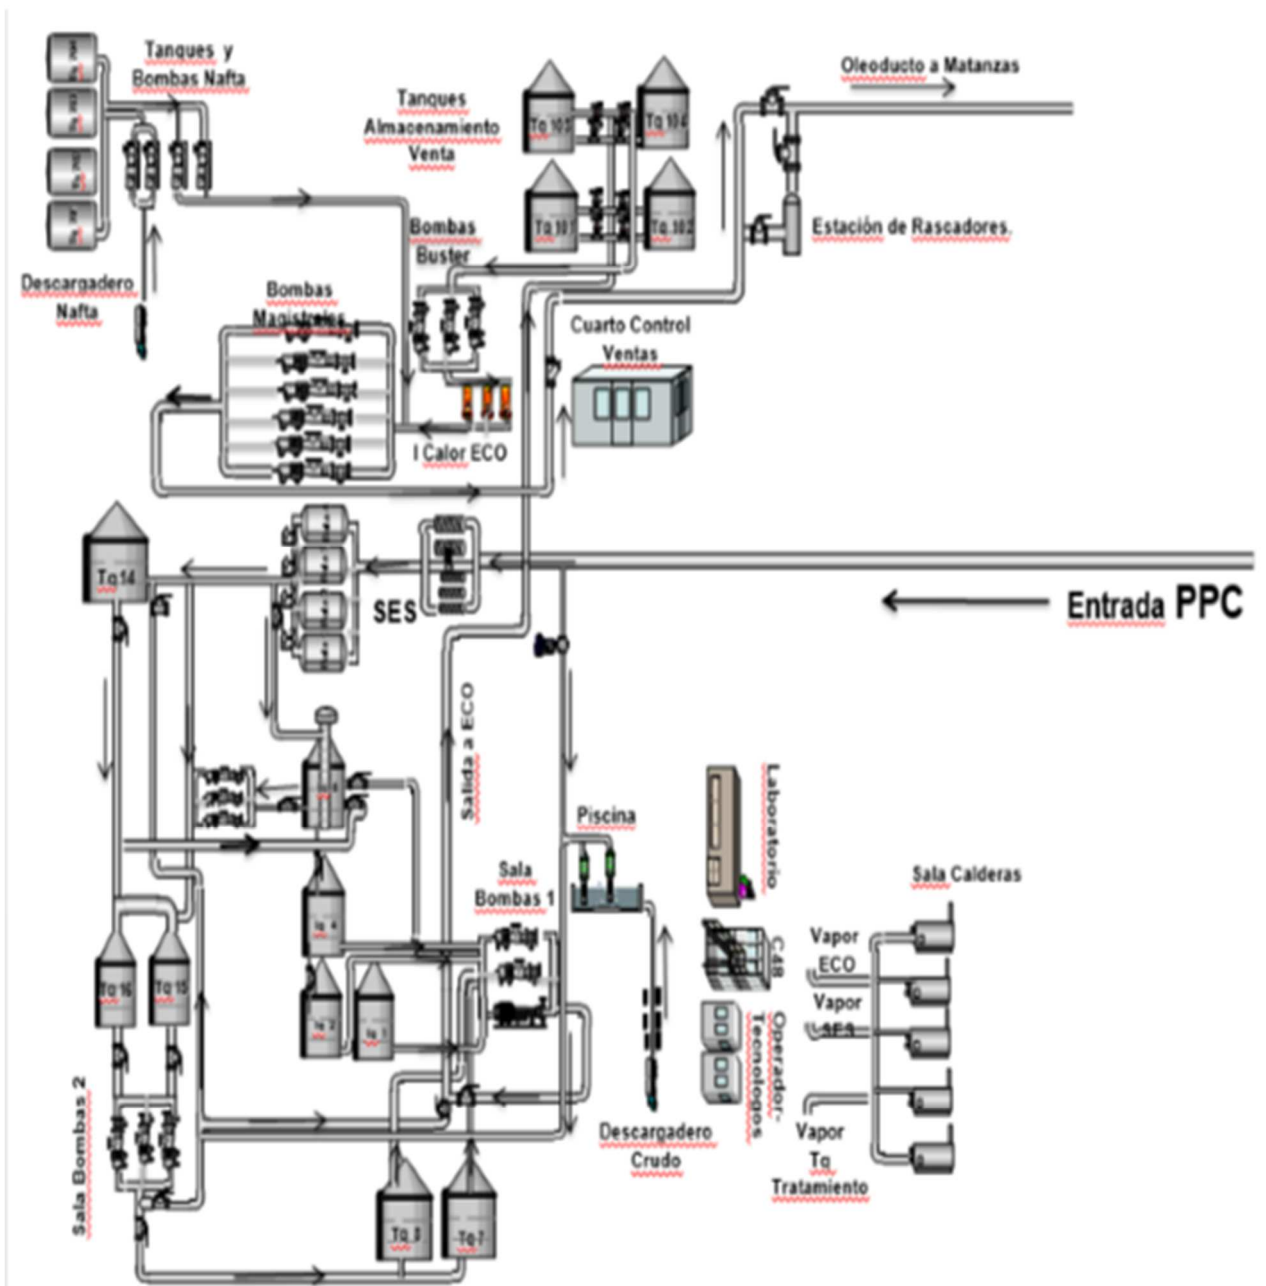 Tanques y
Bombas Nafta
Oleoducto a Matanzas
Tanques
Almacenamiento
Venta
Tq 103
Tq 104
Tq 101
Tq 102
Estación de Rascadores.
Bombas
Buster
Descargadero
Nafta
Bombas
Magistrales
Cuarto Control
Ventas
I Calor ECO
Tq 14
SES
Entrada PPC
Salida a ECO
Piscina
Laboratorio
Sala
Bombas 1
Sala Calderas
Tq 4
Vapor
ECO
C48
Vapor
SES
Tq 16
Tq 15
Tq 2
Tq 1
Operador-
Tecnologos
Sala Bombas 2
Descargadero
Crudo
Vapor
Tq
Tratamiento
Tq 7